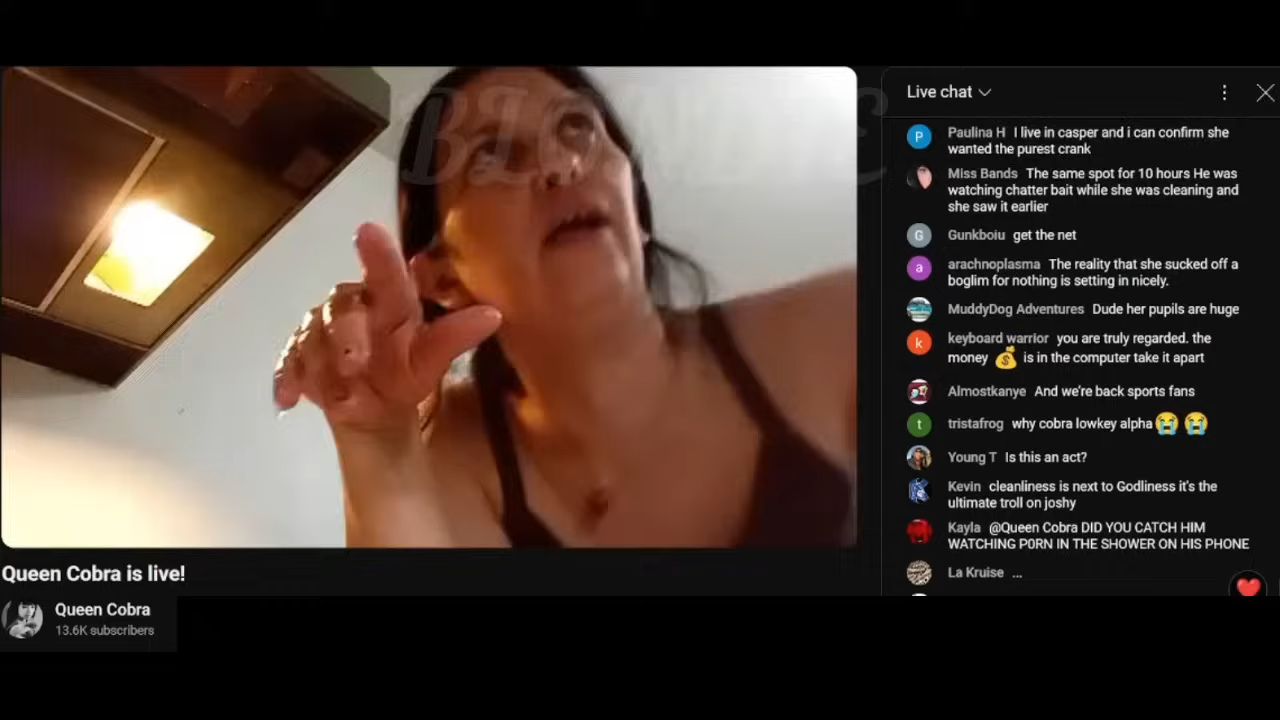 Live chat
P
Paulina H I live in casper and i can confirm she
wanted the purest crank
Miss Bands The same spot for 10 hours He was
watching chatter bait while she was cleaning and
she saw it earlier
G
Gunkboiu get the net
a
arachnoplasma The reality that she sucked off a
boglim for nothing is setting in nicely.
MuddyDog Adventures Dude her pupils are huge
k
keyboard warrior you are truly regarded. the
money 💰 is in the computer take it apart
Almostkanye And we're back sports fans
t
tristafrog why cobra lowkey alpha 😭 😭
Young T Is this an act?
Kevin cleanliness is next to Godliness it's the
ultimate troll on joshy
Kayla @Queen Cobra DID YOU CATCH HIM
WATCHING P0RN IN THE SHOWER ON HIS PHONE
La Kruise ...
Queen Cobra is live!
Queen Cobra
13.6K subscribers